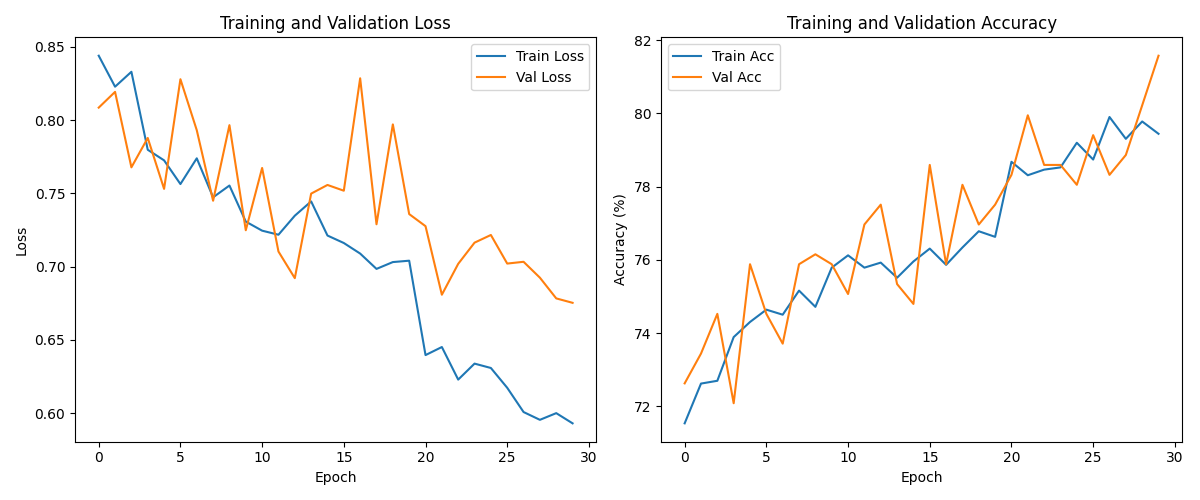 Training and Validation Loss
Loss
0.85
0.80
0.75
0.70
0.65
0.60
0
5
10
15
20
25
30
Epoch
Train Loss
Val Loss
Training and Validation Accuracy
Accuracy (%)
82
80
78
76
74
72
0
5
10
15
20
25
30
Epoch
Train Acc
Val Acc